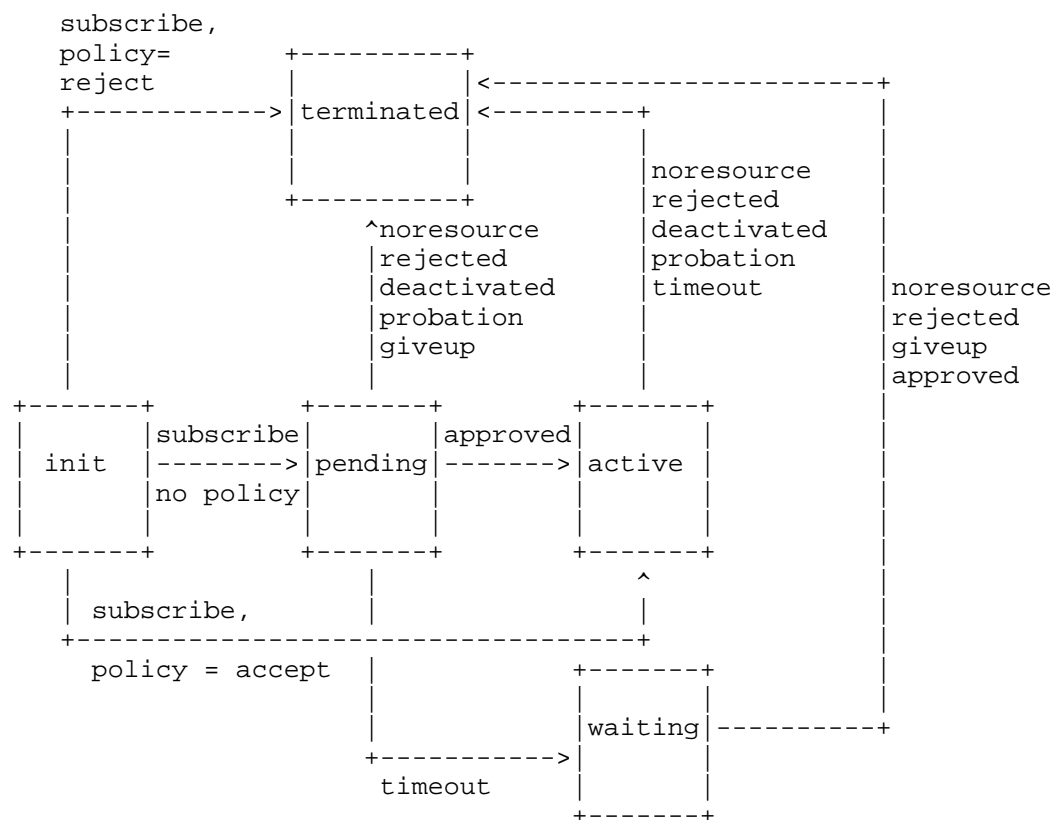 subscribe,
policy=
reject
terminated
noresource
rejected
deactivated
probation
timeout
noresource
rejected
deactivated
probation
giveup
noresource
rejected
giveup
approved
init
subscribe
no policy
pending
approved
active
subscribe,
policy = accept
waiting
timeout